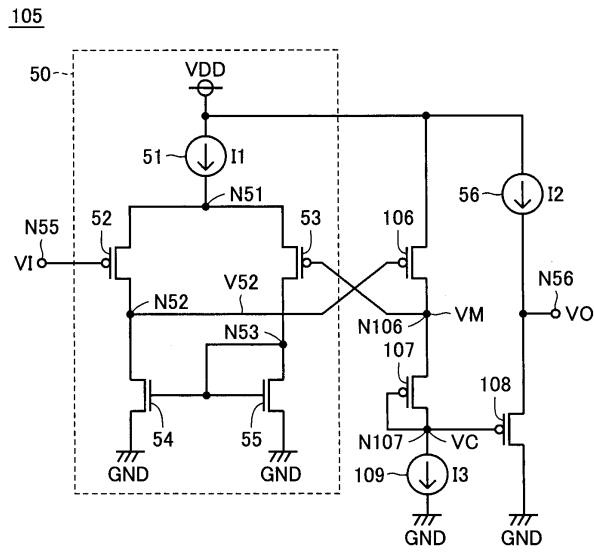 105
50
VDD
51
I1
N51
N55
52
53
VI
N52
V52
N53
54
55
GND
GND
106
N106
VM
107
N107
VC
109
I3
GND
56
I2
N56
VO
108
GND